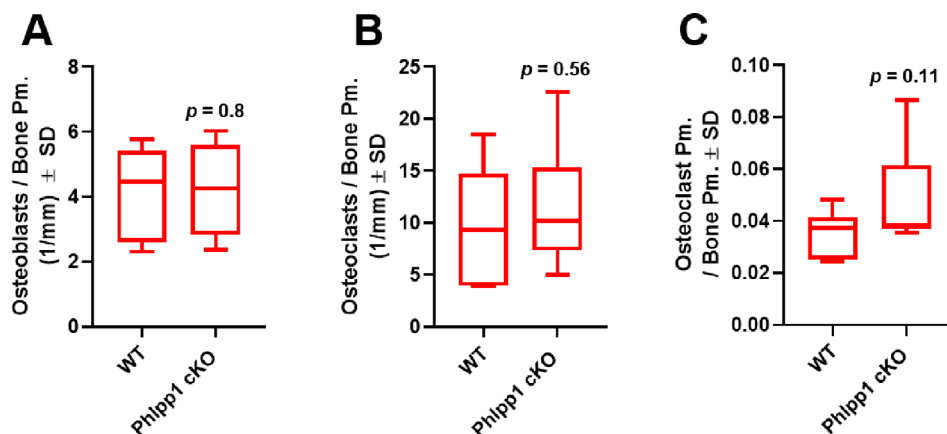 A
Osteoblasts / Bone Pm.
(1/mm) ± SD
8
6
4
2
0
p = 0.8
WT
Phlpp1 cKO
B
Osteoclasts / Bone Pm.
(1/mm) ± SD
25
20
15
10
5
0
p = 0.56
WT
Phlpp1 cKO
C
Osteoclast Pm.
/ Bone Pm. ± SD
0.10
0.08
0.06
0.04
0.02
0.00
p = 0.11
WT
Phlpp1 cKO